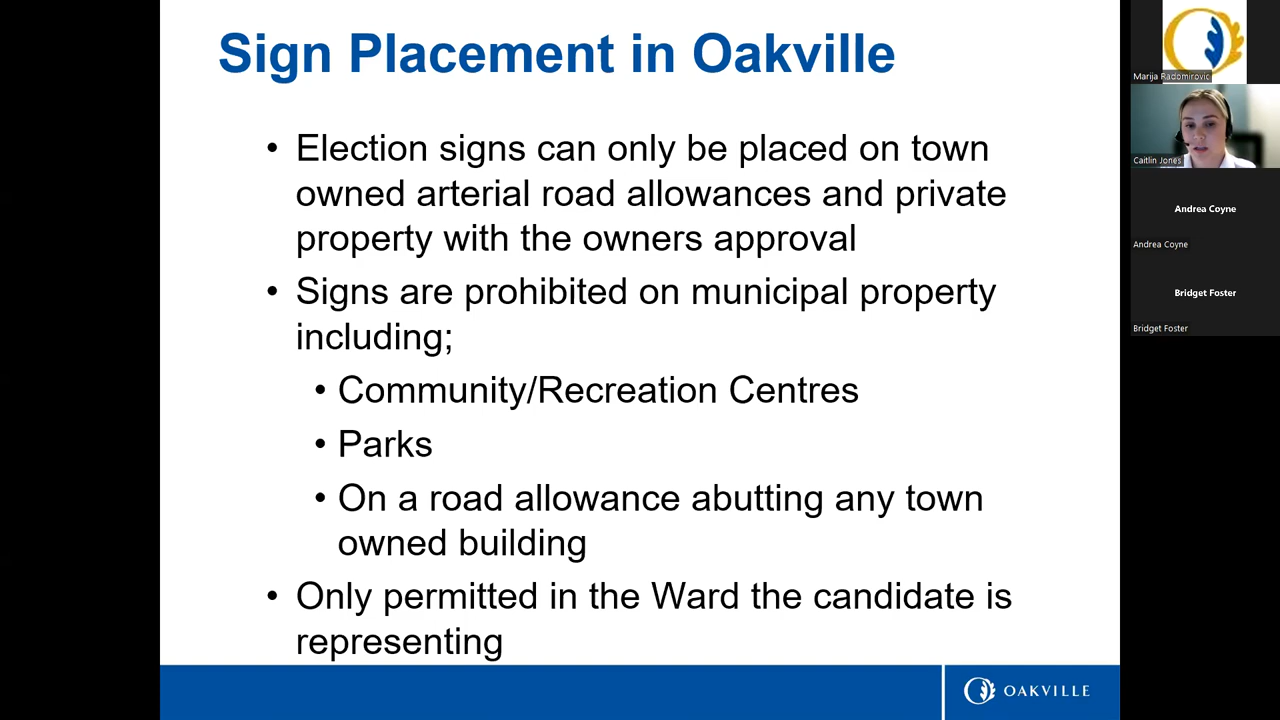 Sign Placement in Oakville
• Election signs can only be placed on town
owned arterial road allowances and private
property with the owners approval
• Signs are prohibited on municipal property
including;
• Community/Recreation Centres
• Parks
• On a road allowance abutting any town
owned building
• Only permitted in the Ward the candidate is
representing
OAKVILLE
Marija Radomirovic
Caitlin Jones
Andrea Coyne
Andrea Coyne
Bridget Foster
Bridget Foster